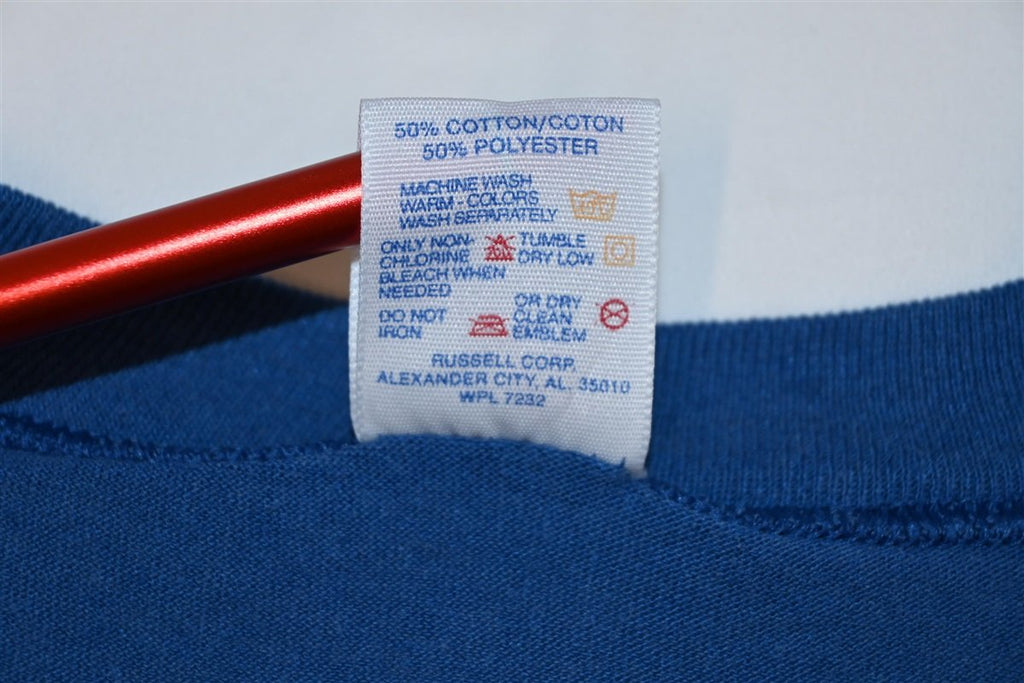 50% COTTON/COTON
50% POLYESTER
MACHINE WASH
WARM - COLORS
WASH SEPARATELY
ONLY NON-
CHLORINE
BLEACH WHEN
NEEDED
TUMBLE
DRY LOW
DO NOT
IRON
OR DRY
CLEAN
EMBLEM
RUSSELL CORP.
ALEXANDER CITY, AL. 35010
WPL 7232